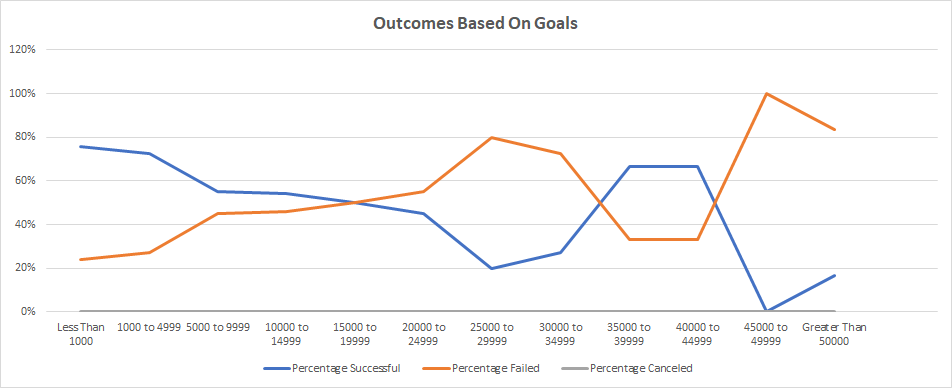 Outcomes Based On Goals
120%
100%
80%
60%
40%
20%
0%
Less Than
1000
1000 to 4999
5000 to 9999
10000 to
14999
15000 to
19999
20000 to
24999
25000 to
29999
30000 to
34999
35000 to
39999
40000 to
44999
45000 to
49999
Greater Than
50000
Percentage Successful
Percentage Failed
Percentage Canceled